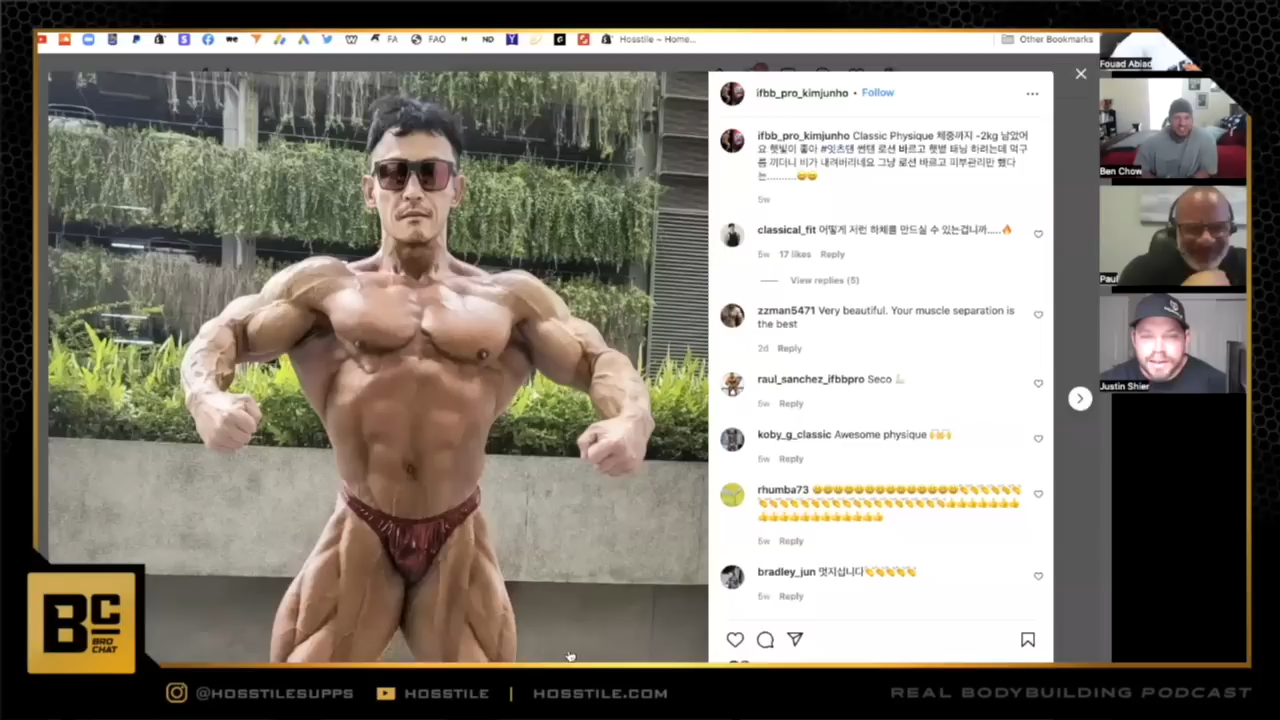 we
FA
FAO
H
ND
Hosstile – Home...
Other Bookmarks
Fouad Abiad
ifbb_pro_kimjunho • Follow
ifbb_pro_kimjunho Classic Physique 체중까지 -2kg 남았어
요 햇빛이 좋아 #잇츠댄 썬탠 로션 바르고 햇볕 태닝 하려는데 먹구
름 끼더니 비가 내려버리네요 그냥 로션 바르고 피부관리만 했다
는..........😄😄
5w
Ben Chow
classical_fit 어떻게 저런 하체를 만드실 수 있는겁니까.....🔥
5w 17 likes Reply
View replies (5)
Paul
zzman5471 Very beautiful. Your muscle separation is
the best
2d Reply
raul_sanchez_ifbbpro Seco
5w Reply
Justin Shier
koby_g_classic Awesome physique 🙌🙌
5w Reply
rhumba73
5w Reply
bradley_jun 멋지십니다👏👏👏👏👏
5w Reply
BC
BRO
CHAT
@HOSSTILESUPPS
HOSSTILE | HOSSTILE.COM
REAL BODYBUILDING PODCAST